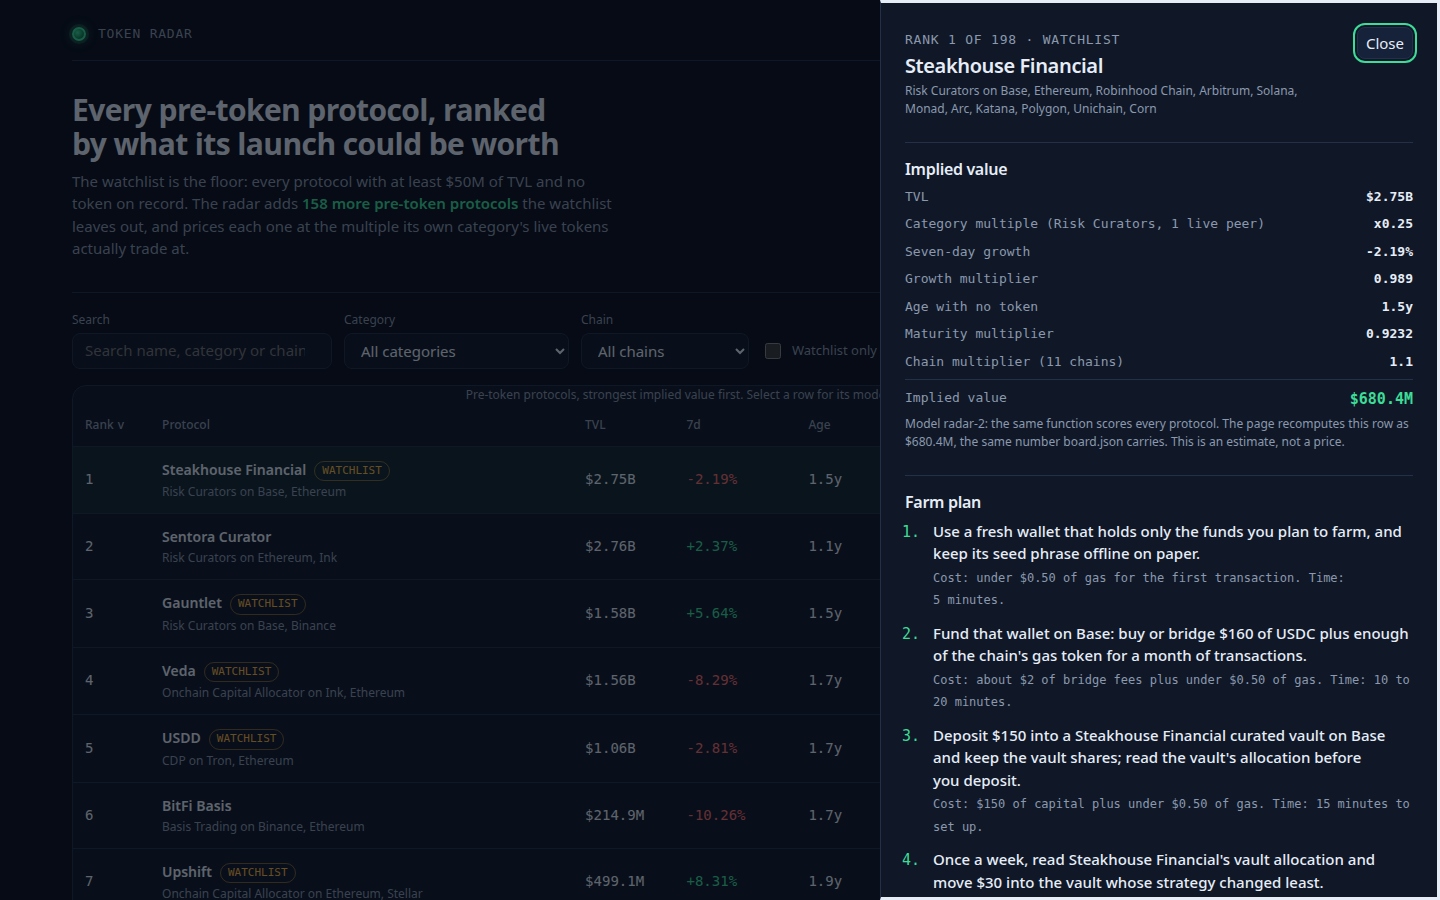 TOKEN RADAR
Every pre-token protocol, ranked
by what its launch could be worth
The watchlist is the floor: every protocol with at least $50M of TVL and no
token on record. The radar adds 158 more pre-token protocols the watchlist
leaves out, and prices each one at the multiple its own category's live tokens
actually trade at.
Search Category Chain
Search name, category or chain All categories All chains Watchlist only
Pre-token protocols, strongest implied value first. Select a row for its
Rank v Protocol TVL 7d Age
1 Steakhouse Financial WATCHLIST $2.75B -2.19% 1.5y
Risk Curators on Base, Ethereum
2 Sentora Curator $2.76B +2.37% 1.1y
Risk Curators on Ethereum, Ink
3 Gauntlet WATCHLIST $1.58B +5.64% 1.5y
Risk Curators on Base, Binance
4 Veda WATCHLIST $1.56B -8.29% 1.7y
Onchain Capital Allocator on Ink, Ethereum
5 USDD WATCHLIST $1.06B -2.81% 1.7y
CDP on Tron, Ethereum
6 BitFi Basis $214.9M -10.26% 1.7y
Basis Trading on Binance, Ethereum
7 Upshift WATCHLIST $499.1M +8.31% 1.9y
Onchain Capital Allocator on Ethereum, Stellar
RANK 1 OF 198 · WATCHLIST
Close
Steakhouse Financial
Risk Curators on Base, Ethereum, Robinhood Chain, Arbitrum, Solana,
Monad, Arc, Katana, Polygon, Unichain, Corn
Implied value
TVL $2.75B
Category multiple (Risk Curators, 1 live peer) x0.25
Seven-day growth -2.19%
Growth multiplier 0.989
Age with no token 1.5y
Maturity multiplier 0.9232
Chain multiplier (11 chains) 1.1
Implied value $680.4M
Model radar-2: the same function scores every protocol. The page recomputes this row as
$680.4M, the same number board.json carries. This is an estimate, not a price.
Farm plan
1. Use a fresh wallet that holds only the funds you plan to farm, and
keep its seed phrase offline on paper.
Cost: under $0.50 of gas for the first transaction. Time:
5 minutes.
2. Fund that wallet on Base: buy or bridge $160 of USDC plus enough
of the chain's gas token for a month of transactions.
Cost: about $2 of bridge fees plus under $0.50 of gas. Time: 10 to
20 minutes.
3. Deposit $150 into a Steakhouse Financial curated vault on Base
and keep the vault shares; read the vault's allocation before
you deposit.
Cost: $150 of capital plus under $0.50 of gas. Time: 15 minutes to
set up.
4. Once a week, read Steakhouse Financial's vault allocation and
move $30 into the vault whose strategy changed least.